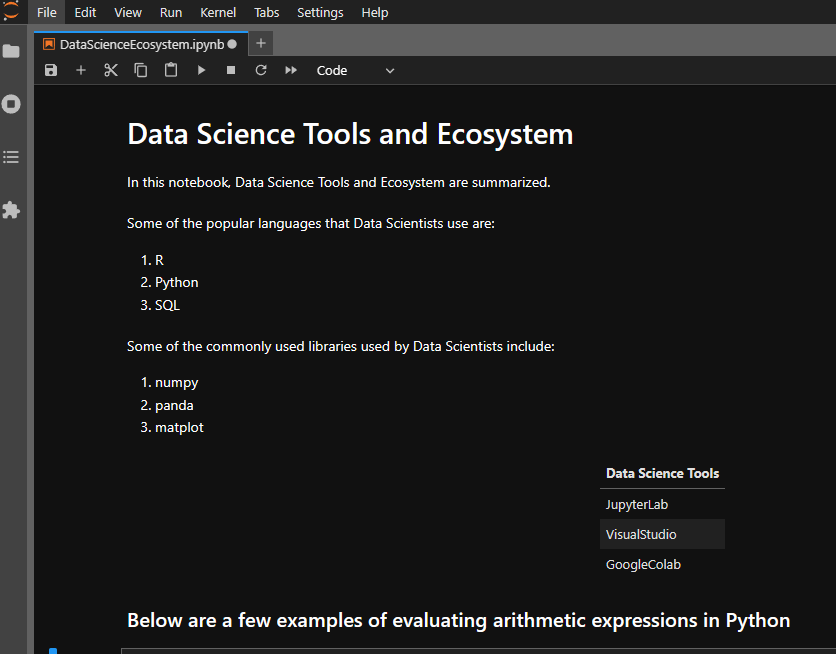 File Edit View Run Kernel Tabs Settings Help
DataScienceEcosystem.ipynb
Code
Data Science Tools and Ecosystem
In this notebook, Data Science Tools and Ecosystem are summarized.
Some of the popular languages that Data Scientists use are:
1. R
2. Python
3. SQL
Some of the commonly used libraries used by Data Scientists include:
1. numpy
2. panda
3. matplot
Data Science Tools
JupyterLab
VisualStudio
GoogleColab
Below are a few examples of evaluating arithmetic expressions in Python